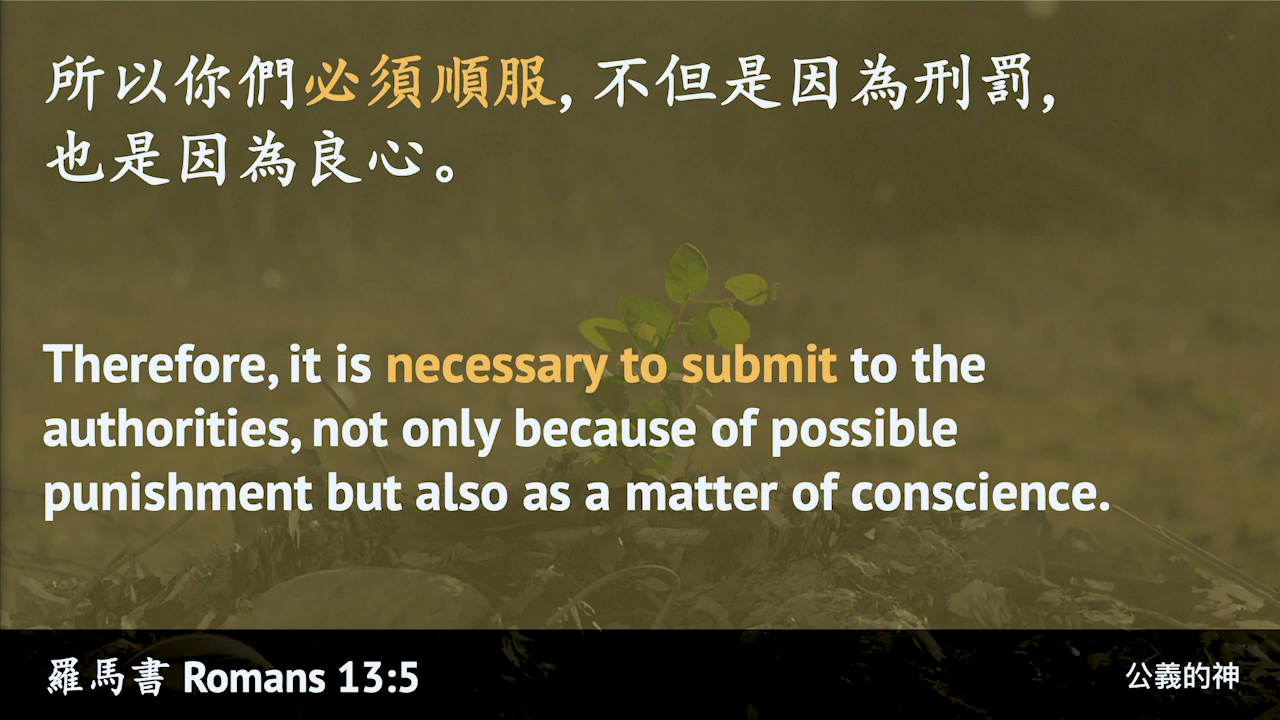 所以你們必須順服, 不但是因為刑罰,
也是因為良心。
Therefore, it is necessary to submit to the
authorities, not only because of possible
punishment but also as a matter of conscience.
羅馬書 Romans 13:5
公義的神